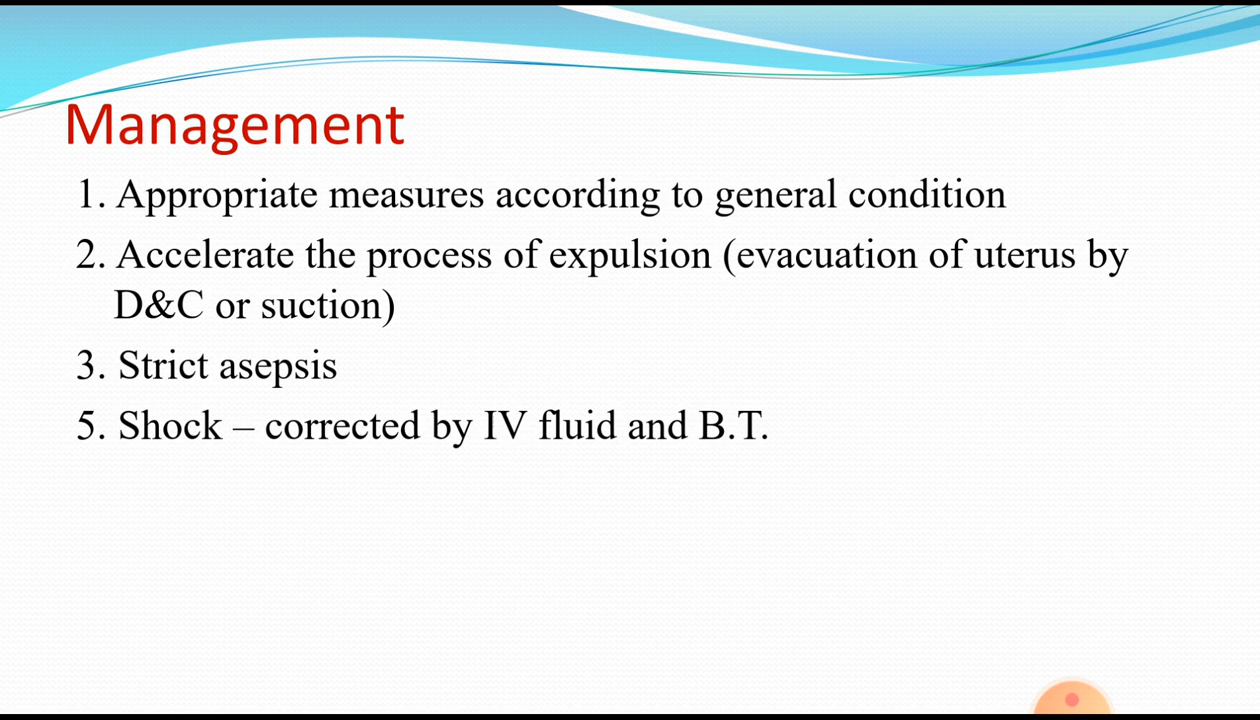 Management
1. Appropriate measures according to general condition
2. Accelerate the process of expulsion (evacuation of uterus by
D&C or suction)
3. Strict asepsis
5. Shock – corrected by IV fluid and B.T.